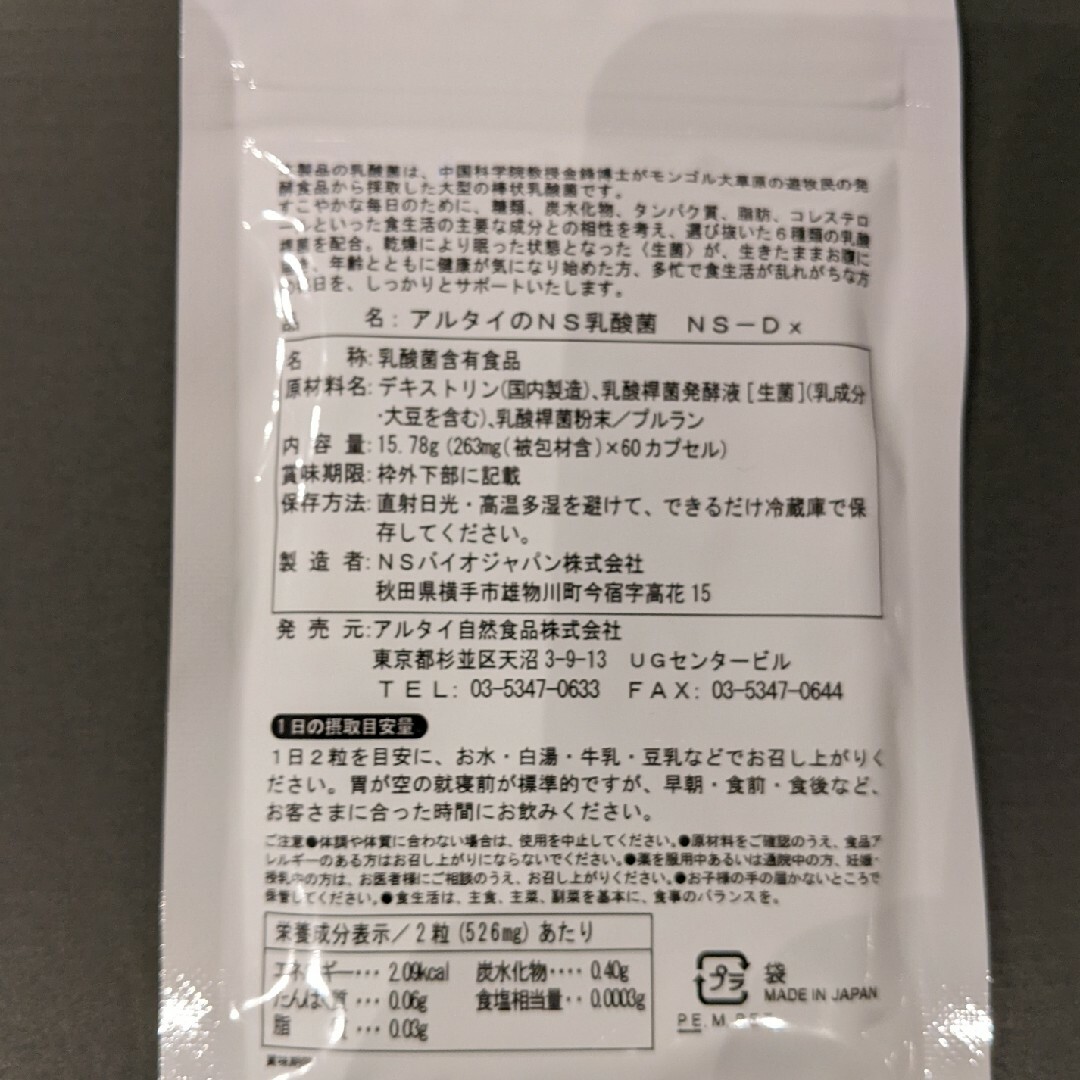 製品の乳酸菌は、中国科学院教授金鋒博士がモンゴル大草原の遊牧民の発
酵食品から採取した大型の棒状乳酸菌です。
すこやかな毎日のために、糖類、炭水化物、タンパク質、脂肪、コレステロ
ールといった食生活の主要な成分との相性を考え、選び抜いた6種類の乳酸
桿菌を配合。乾燥により眠った状態となった〈生菌〉が、生きたままお腹に
年齢とともに健康が気になり始めた方、多忙で食生活が乱れがちな方
日を、しっかりとサポートいたします。
品　　名：アルタイのNS乳酸菌　NS－Dx
名　　称：乳酸菌含有食品
原材料名：デキストリン(国内製造)、乳酸桿菌発酵液[生菌](乳成分
・大豆を含む)、乳酸桿菌粉末／プルラン
内容量：15.78g (263mg(被包材含)×60カプセル)
賞味期限：枠外下部に記載
保存方法：直射日光・高温多湿を避けて、できるだけ冷蔵庫で保
存してください。
製造者：NSバイオジャパン株式会社
秋田県横手市雄物川町今宿字高花15
発売元：アルタイ自然食品株式会社
東京都杉並区天沼3-9-13　UGセンタービル
TEL: 03-5347-0633　FAX: 03-5347-0644
1日の摂取目安量
1日2粒を目安に、お水・白湯・牛乳・豆乳などでお召し上がりく
ださい。胃が空の就寝前が標準的ですが、早朝・食前・食後など、
お客さまに合った時間にお飲みください。
ご注意●体調や体質に合わない場合は、使用を中止してください。●原材料をご確認のうえ、食品ア
レルギーのある方はお召し上がりにならないでください。●薬を服用中あるいは通院中の方、妊娠・
授乳中の方は、お医者様にご相談のうえ、お召し上がりください。●お子様の手の届かないところで
保管してください。●食生活は、主食、主菜、副菜を基本に、食事のバランスを。
栄養成分表示／2粒(526mg)あたり
エネルギー… 2.09kcal　炭水化物…‥ 0.40g
たんぱく質 … 0.06g　食塩相当量‥ 0.0003g
脂　　質 … 0.03g
プラ　袋
MADE IN JAPAN
PE. M.
賞味期限